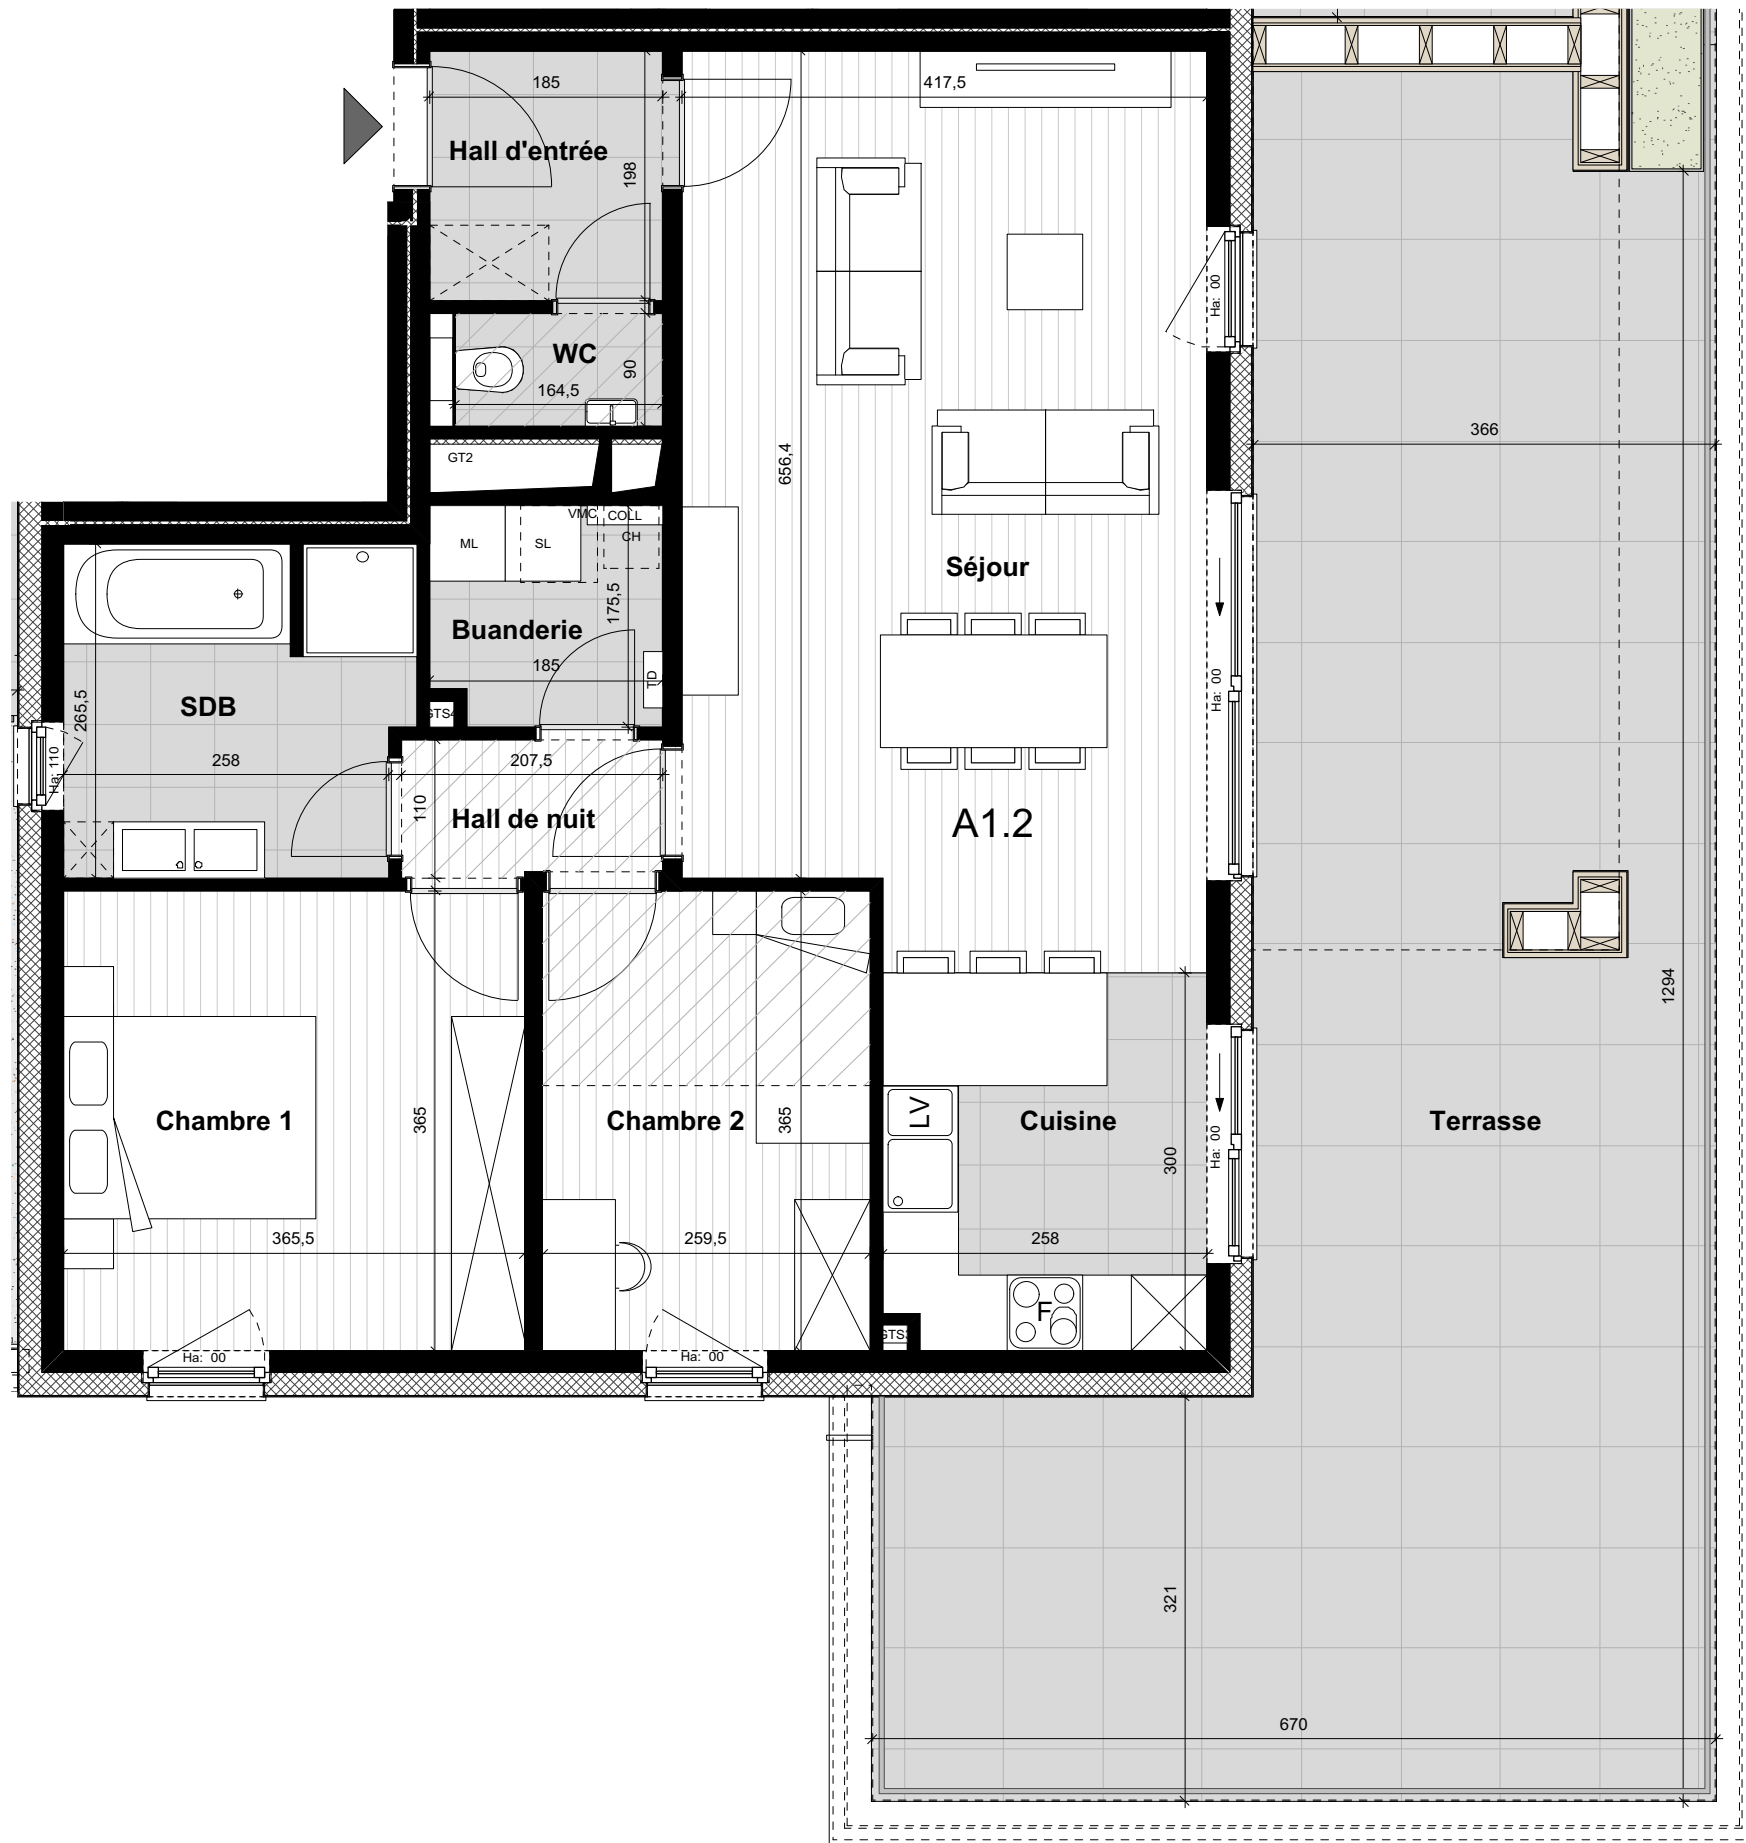 185
417,5
Hall d'entrée
198
Ha: 00
WC
90
164,5
366
GT2
656,4
VMC
COLL
ML
SL
CH
Séjour
175,5
Buanderie
185
TD
Ha: 00
SDB
265,5
GTS4
258
207,5
Ha: 110
110
Hall de nuit
A1.2
1294
LV
Chambre 1
365
Chambre 2
365
Cuisine
300
Ha: 00
Terrasse
365,5
259,5
258
F
GTS3
Ha: 00
Ha: 00
321
670